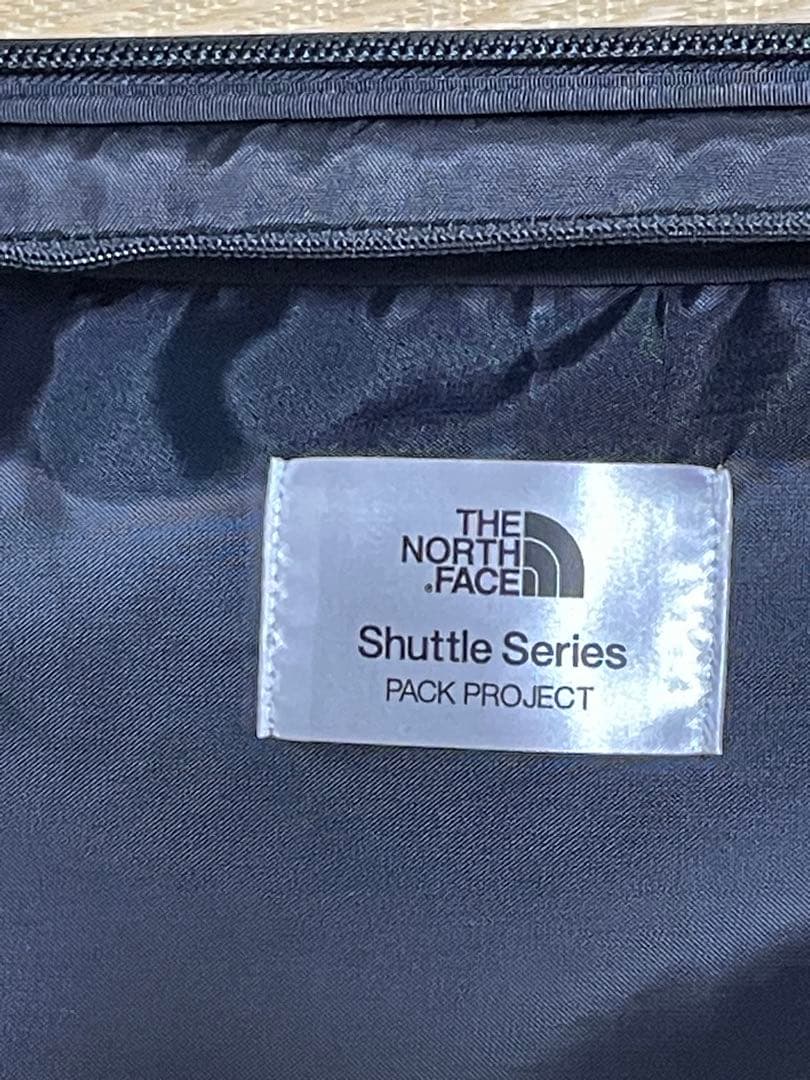 THE
NORTH
FACE
Shuttle Series
PACK PROJECT